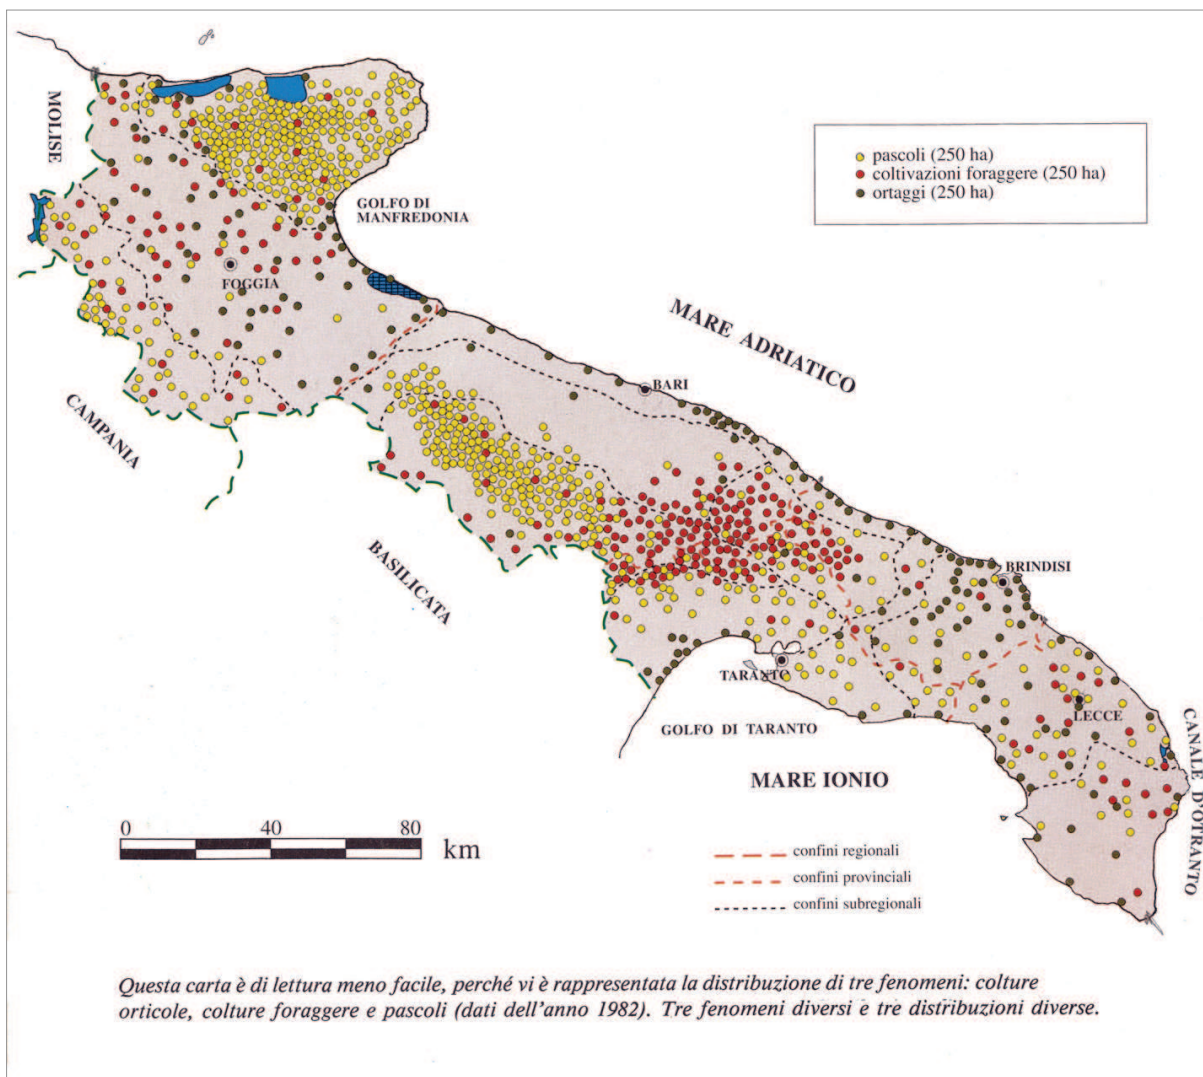 MOLISE
pascoli (250 ha)
coltivazioni foraggere (250 ha)
ortaggi (250 ha)
GOLFO DI
MANFREDONIA
FOGGIA
MARE ADRIATICO
BARI
CAMPANIA
BASILICATA
BRINDISI
TARANTO
LECCE
GOLFO DI TARANTO
CANALE D'OTRANTO
MARE IONIO
0 40 80
km
confini regionali
confini provinciali
confini subregionali
Questa carta è di lettura meno facile, perché vi è rappresentata la distribuzione di tre fenomeni: colture
orticole, colture foraggere e pascoli (dati dell'anno 1982). Tre fenomeni diversi e tre distribuzioni diverse.